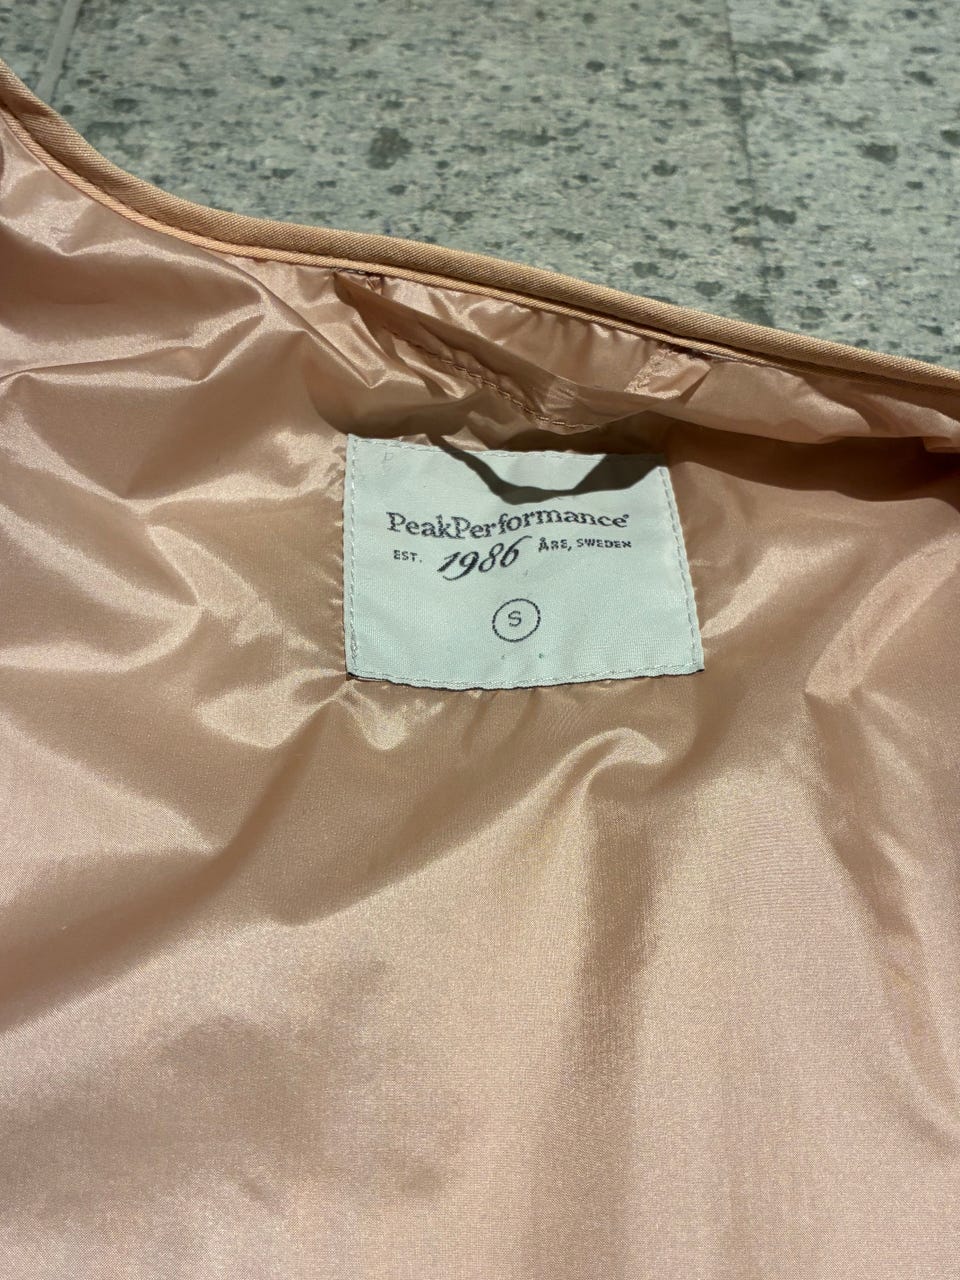 PeakPerformance®
EST. 1986 ÅRE, SWEDEN
S